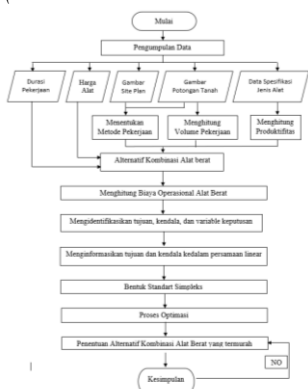 Mulai
Pengumpulan Data
Durasi
Pekerjaan
Harga
Alat
Gambar
Site Plan
Gambar
Potongan Tanah
Data Spesifikasi
Jenis Alat
Menentukan
Metode Pekerjaan
Menghitung
Volume Pekerjaan
Menghitung
Produktifitas
Alternatif Kombinasi Alat berat
Menghitung Biaya Operasional Alat Berat
Mengidentifikasikan tujuan, kendala, dan variable keputusan
Menginformasikan tujuan dan kendala kedalam persamaan linear
Bentuk Standart Simpleks
Proses Optimasi
Penentuan Alternatif Kombinasi Alat Berat yang termurah
NO
Kesimpulan